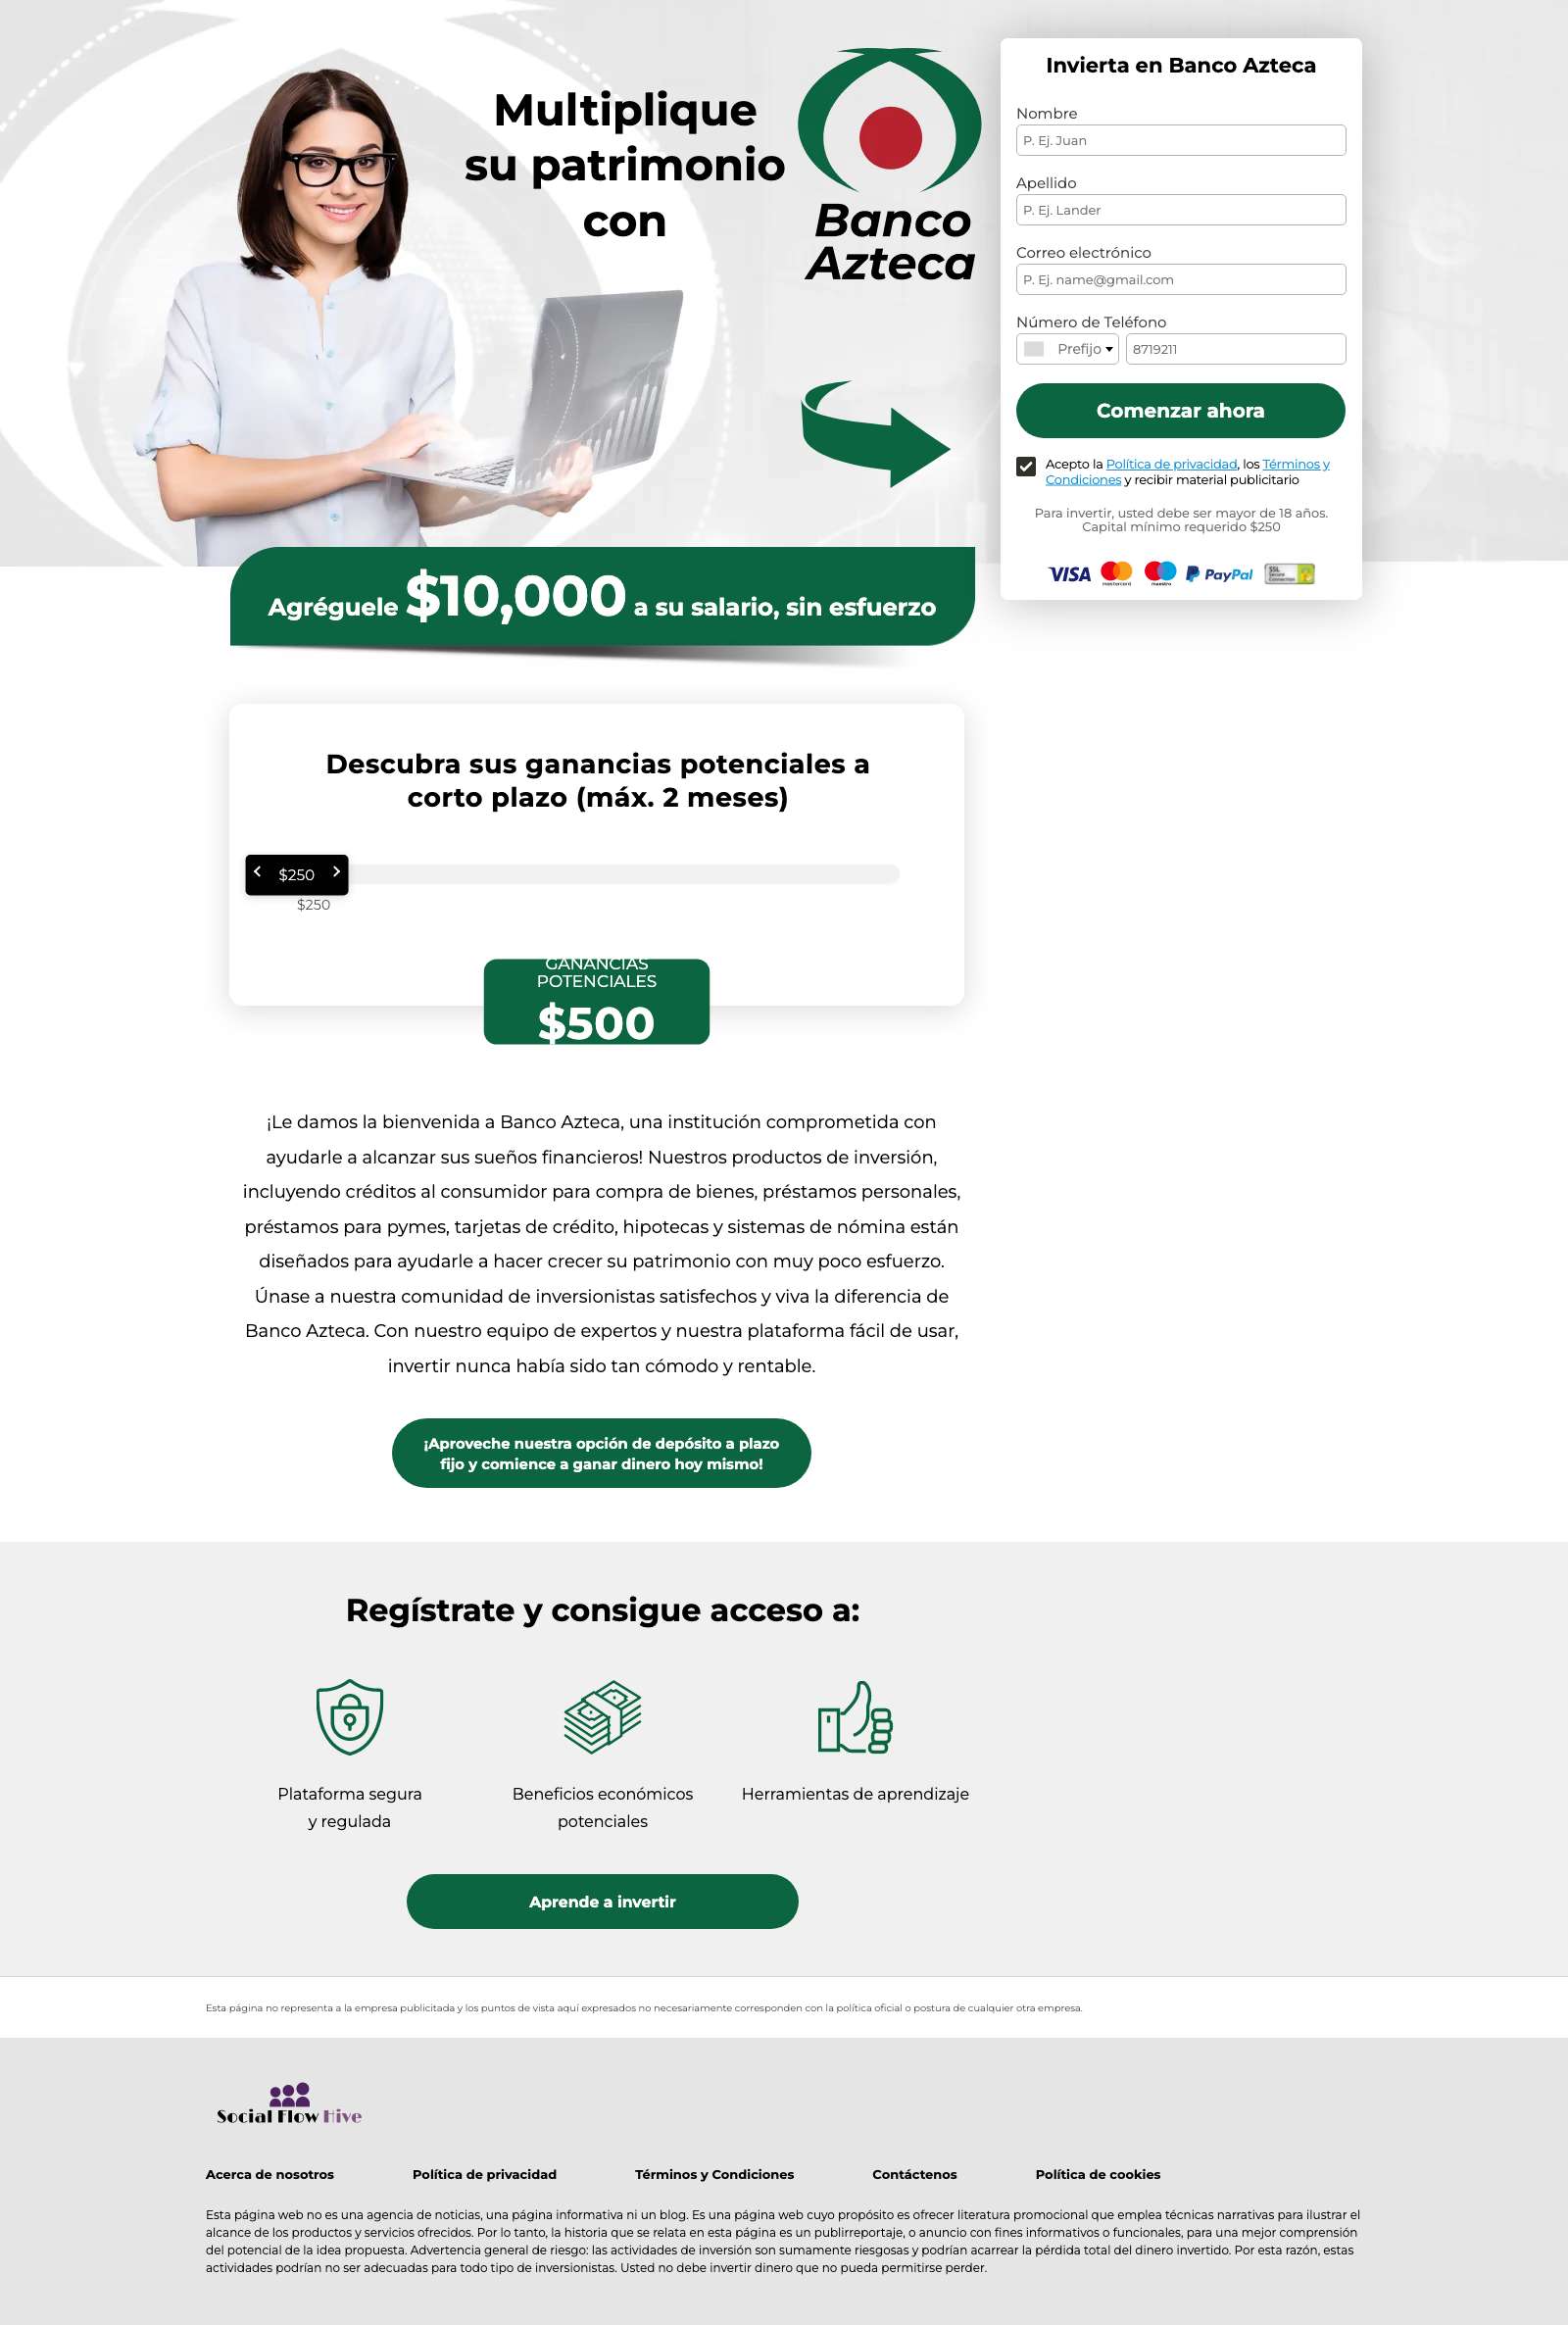 Multiplique
su patrimonio
con
Banco
Azteca
Invierta en Banco Azteca
Nombre
P. Ej. Juan
Apellido
P. Ej. Lander
Correo electrónico
P. Ej. name@gmail.com
Número de Teléfono
Prefijo
8719211
Comenzar ahora
Acepto la Política de privacidad, los Términos y
Condiciones y recibir material publicitario
Para invertir, usted debe ser mayor de 18 años.
Capital mínimo requerido $250
VISA mastercard maestro PayPal SSL Secure Connection
Agréguele $10,000 a su salario, sin esfuerzo
Descubra sus ganancias potenciales a
corto plazo (máx. 2 meses)
$250
$250
GANANCIAS
POTENCIALES
$500
¡Le damos la bienvenida a Banco Azteca, una institución comprometida con
ayudarle a alcanzar sus sueños financieros! Nuestros productos de inversión,
incluyendo créditos al consumidor para compra de bienes, préstamos personales,
préstamos para pymes, tarjetas de crédito, hipotecas y sistemas de nómina están
diseñados para ayudarle a hacer crecer su patrimonio con muy poco esfuerzo.
Únase a nuestra comunidad de inversionistas satisfechos y viva la diferencia de
Banco Azteca. Con nuestro equipo de expertos y nuestra plataforma fácil de usar,
invertir nunca había sido tan cómodo y rentable.
¡Aproveche nuestra opción de depósito a plazo
fijo y comience a ganar dinero hoy mismo!
Regístrate y consigue acceso a:
Plataforma segura
y regulada
Beneficios económicos
potenciales
Herramientas de aprendizaje
Aprende a invertir
Esta página no representa a la empresa publicitada y los puntos de vista aquí expresados no necesariamente corresponden con la política oficial o postura de cualquier otra empresa.
Social Flow Hive
Acerca de nosotros
Política de privacidad
Términos y Condiciones
Contáctenos
Política de cookies
Esta página web no es una agencia de noticias, una página informativa ni un blog. Es una página web cuyo propósito es ofrecer literatura promocional que emplea técnicas narrativas para ilustrar el
alcance de los productos y servicios ofrecidos. Por lo tanto, la historia que se relata en esta página es un publirreportaje, o anuncio con fines informativos o funcionales, para una mejor comprensión
del potencial de la idea propuesta. Advertencia general de riesgo: las actividades de inversión son sumamente riesgosas y podrían acarrear la pérdida total del dinero invertido. Por esta razón, estas
actividades podrían no ser adecuadas para todo tipo de inversionistas. Usted no debe invertir dinero que no pueda permitirse perder.